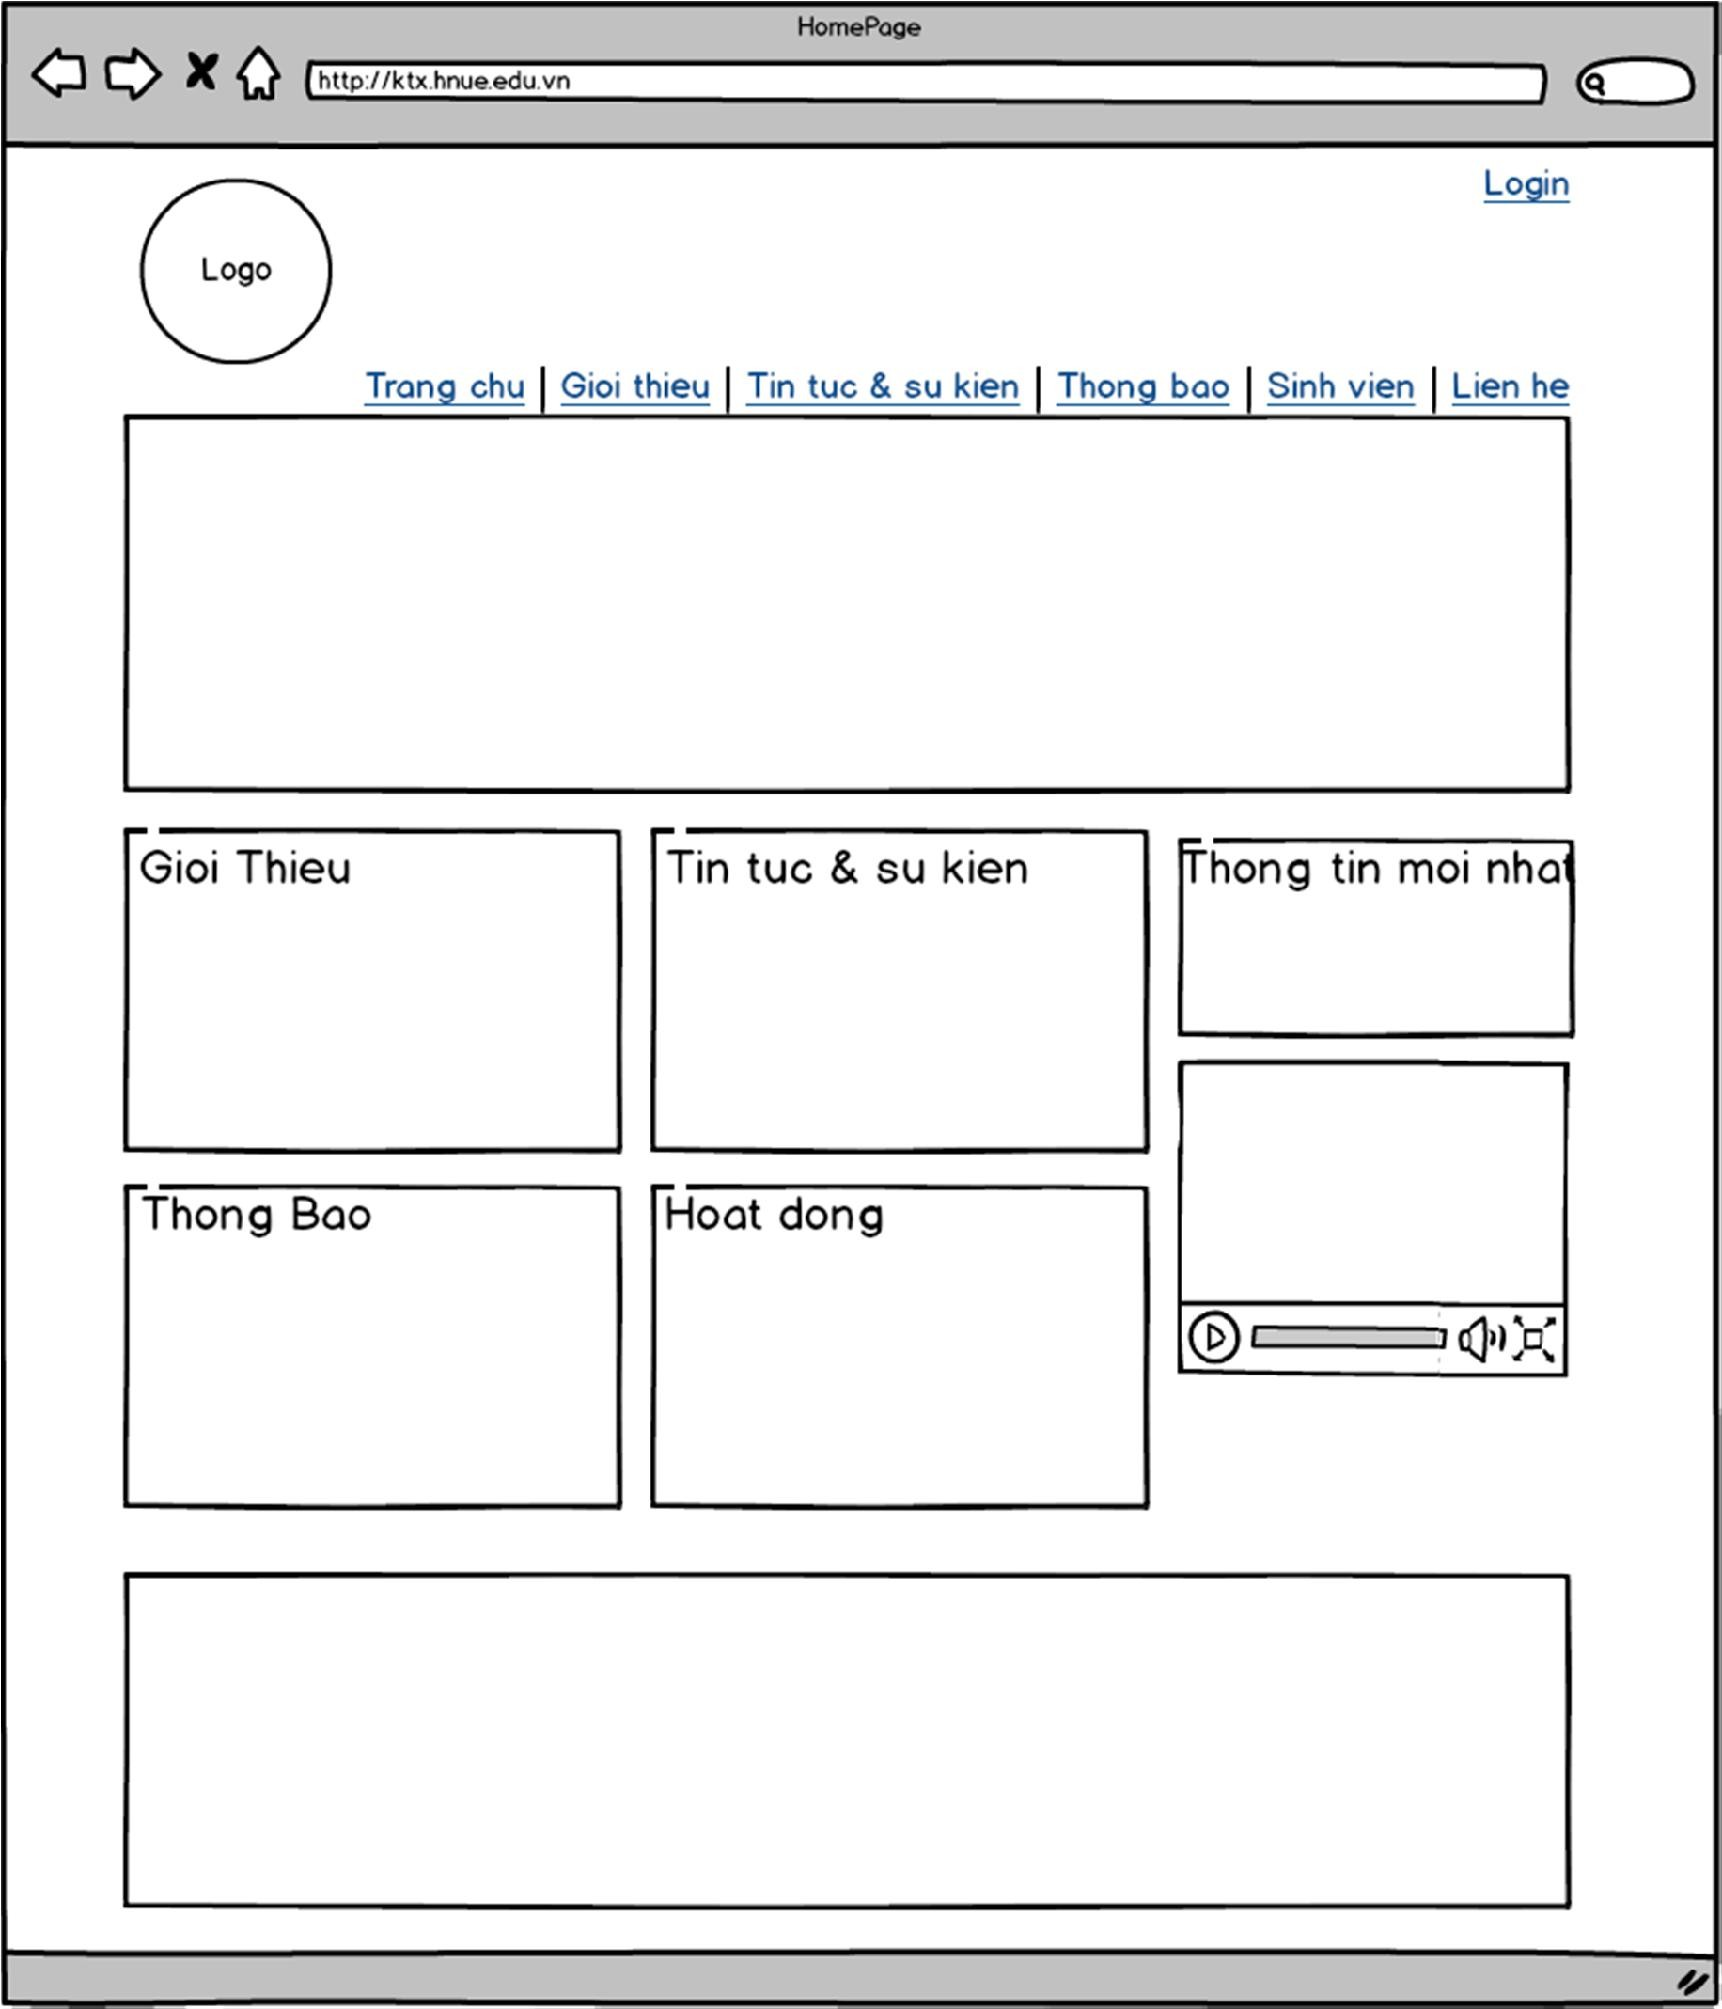 HomePage
http://ktx.hnue.edu.vn
Login
Logo
Trang chu | Gioi thieu | Tin tuc & su kien | Thong bao | Sinh vien | Lien he
Gioi Thieu
Tin tuc & su kien
Thong tin moi nhat
Thong Bao
Hoat dong